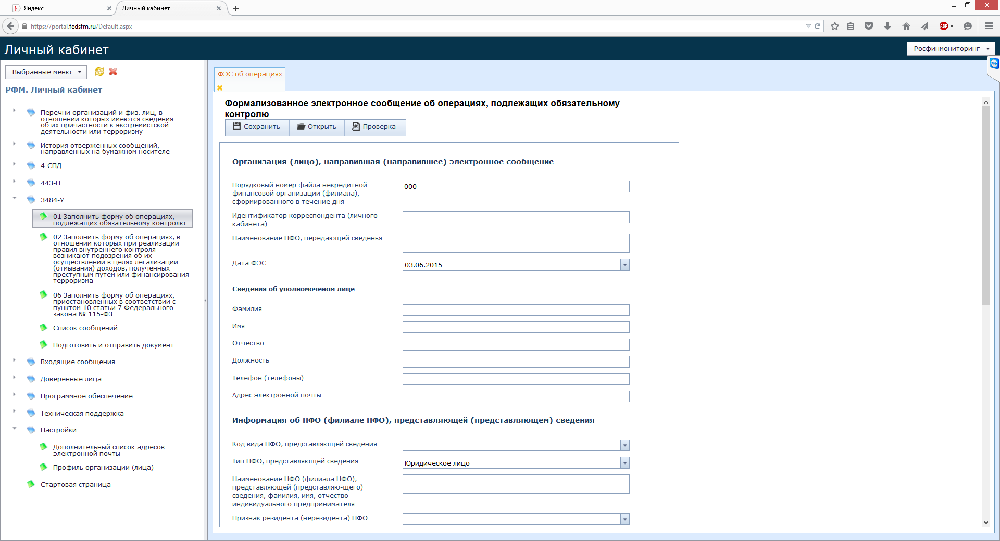 Яндекс
Личный кабинет
https://portal.fedsfm.ru/Default.aspx
ABP
Личный кабинет
Росфинмониторинг
Выбранные меню
РФМ. Личный кабинет
Перечни организаций и физ. лиц, в
отношении которых имеются сведения
об их причастности к экстремистской
деятельности или терроризму
История отверженных сообщений,
направленных на бумажном носителе
4-СПД
443-П
3484-У
01 Заполнить форму об операциях,
подлежащих обязательному контролю
02 Заполнить форму об операциях, в
отношении которых при реализации
правил внутреннего контроля
возникают подозрения об их
осуществлении в целях легализации
(отмывания) доходов, полученных
преступным путем или финансирования
терроризма
06 Заполнить форму об операциях,
приостановленных в соответствии с
пунктом 10 статьи 7 Федерального
закона № 115-ФЗ
Список сообщений
Подготовить и отправить документ
Входящие сообщения
Доверенные лица
Программное обеспечение
Техническая поддержка
Настройки
Дополнительный список адресов
электронной почты
Профиль организации (лица)
Стартовая страница
ФЭС об операциях
Формализованное электронное сообщение об операциях, подлежащих обязательному
контролю
Сохранить
Открыть
Проверка
Организация (лицо), направившая (направившее) электронное сообщение
Порядковый номер файла некредитной
финансовой организации (филиала),
сформированного в течение дня
000
Идентификатор корреспондента (личного
кабинета)
Наименование НФО, передающей сведенья
Дата ФЭС
03.06.2015
Сведения об уполномоченом лице
Фамилия
Имя
Отчество
Должность
Телефон (телефоны)
Адрес электронной почты
Информация об НФО (филиале НФО), представляющей (представляющем) сведения
Код вида НФО, представляющей сведения
Тип НФО, представляющей сведения
Юридическое лицо
Наименование НФО (филиала НФО),
представляющей (представляю-щего)
сведения, фамилия, имя, отчество
индивидуального предпринимателя
Признак резидента (нерезидента) НФО